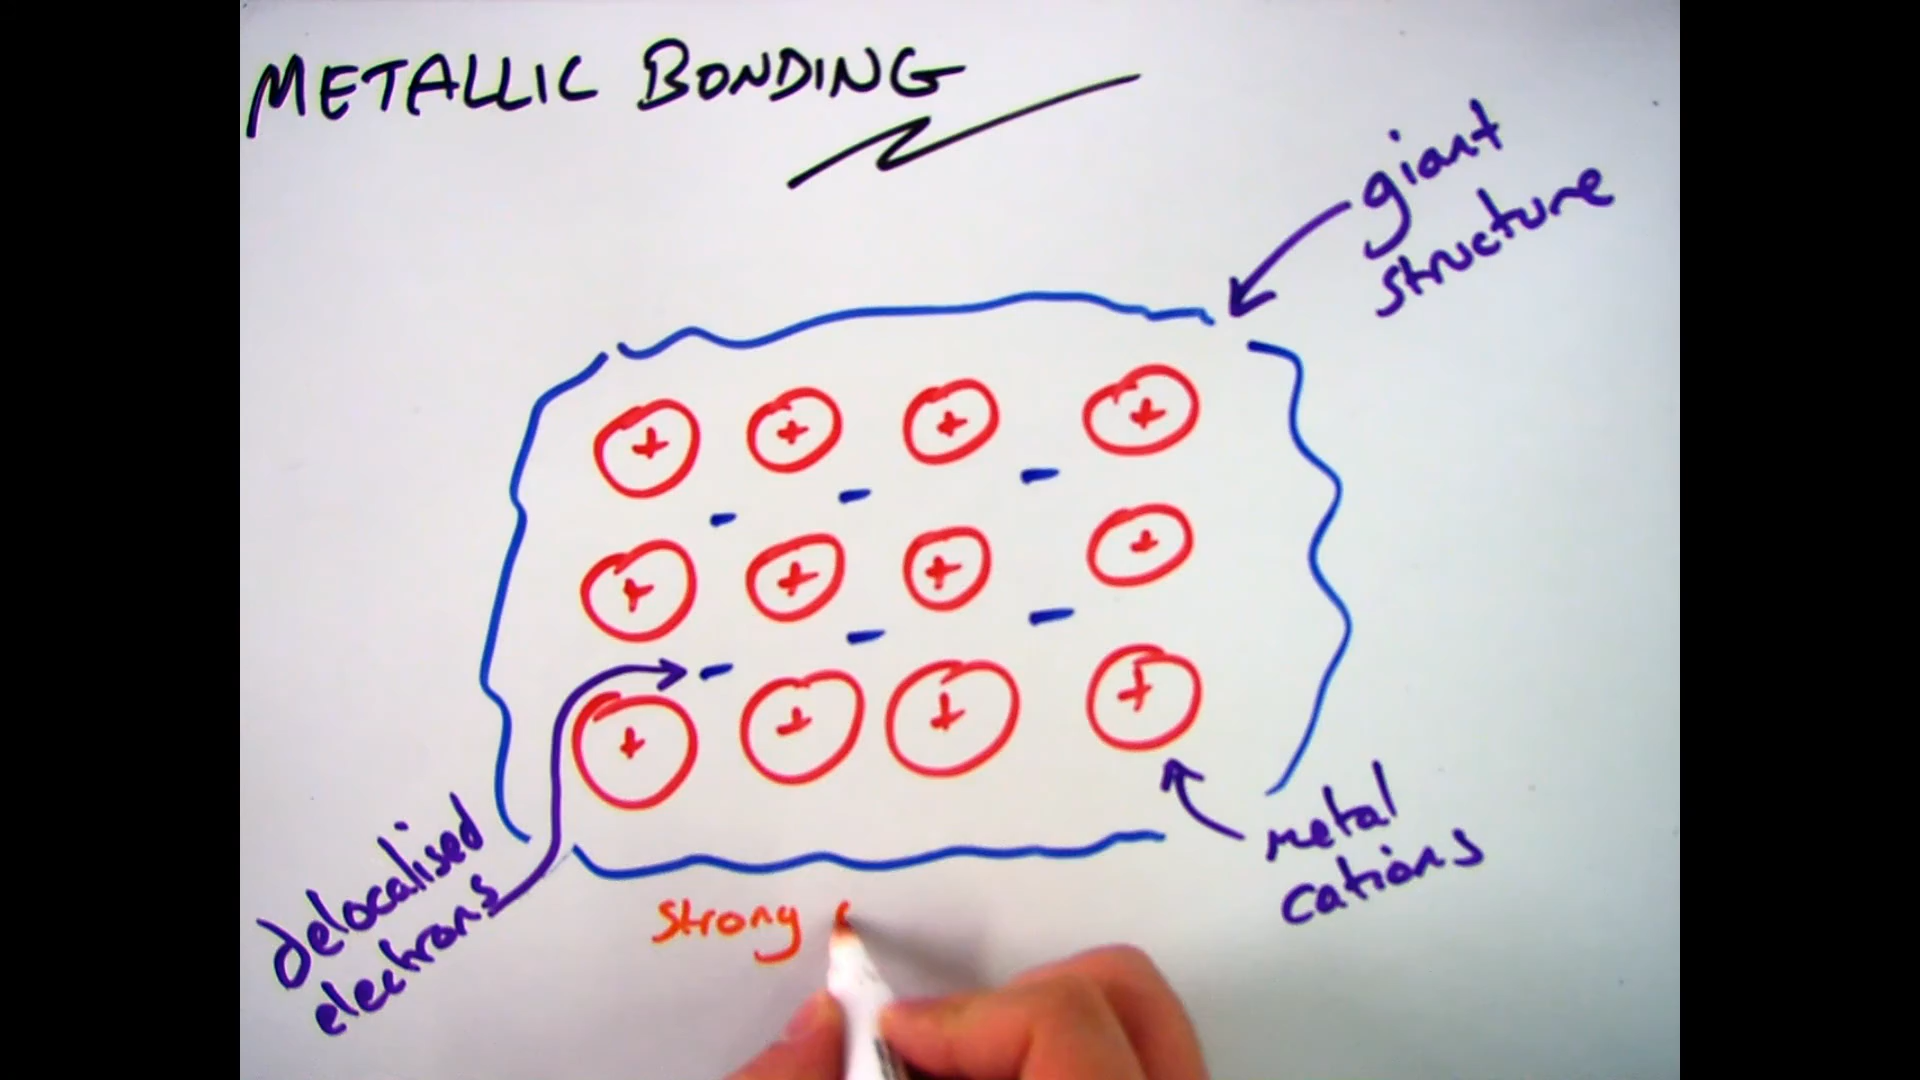 METALLIC BONDING
giant
structure
+ + + +
- - -
+ + + +
- - -
+ + + +
delocalised
electrons
metal
cations
Strong